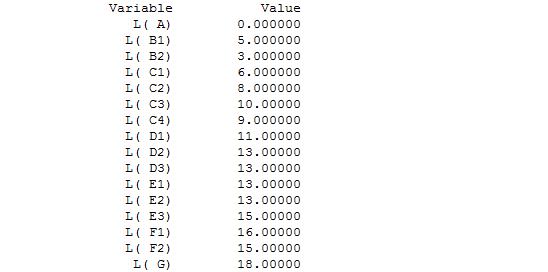 Variable Value
L( A) 0.000000
L( B1) 5.000000
L( B2) 3.000000
L( C1) 6.000000
L( C2) 8.000000
L( C3) 10.00000
L( C4) 9.000000
L( D1) 11.00000
L( D2) 13.00000
L( D3) 13.00000
L( E1) 13.00000
L( E2) 13.00000
L( E3) 15.00000
L( F1) 16.00000
L( F2) 15.00000
L( G) 18.00000